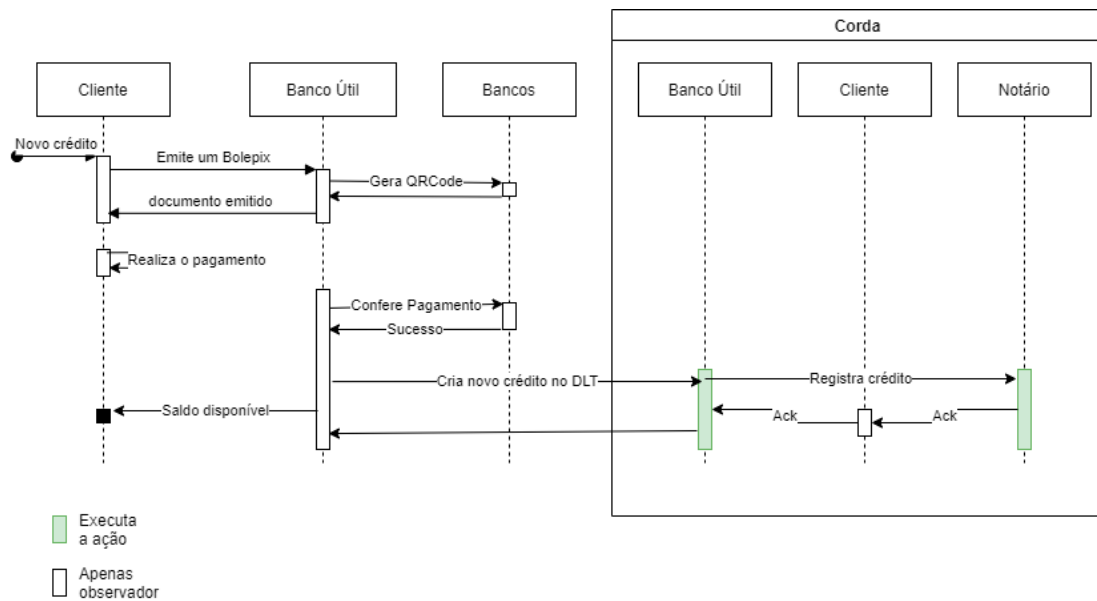 Corda
Cliente
Banco Útil
Bancos
Banco Útil
Cliente
Notário
Novo crédito
Emite um Bolepix
Gera QRCode
documento emitido
Realiza o pagamento
Confere Pagamento
Sucesso
Cria novo crédito no DLT
Registra crédito
Saldo disponível
Ack
Ack
Executa
a ação
Apenas
observador